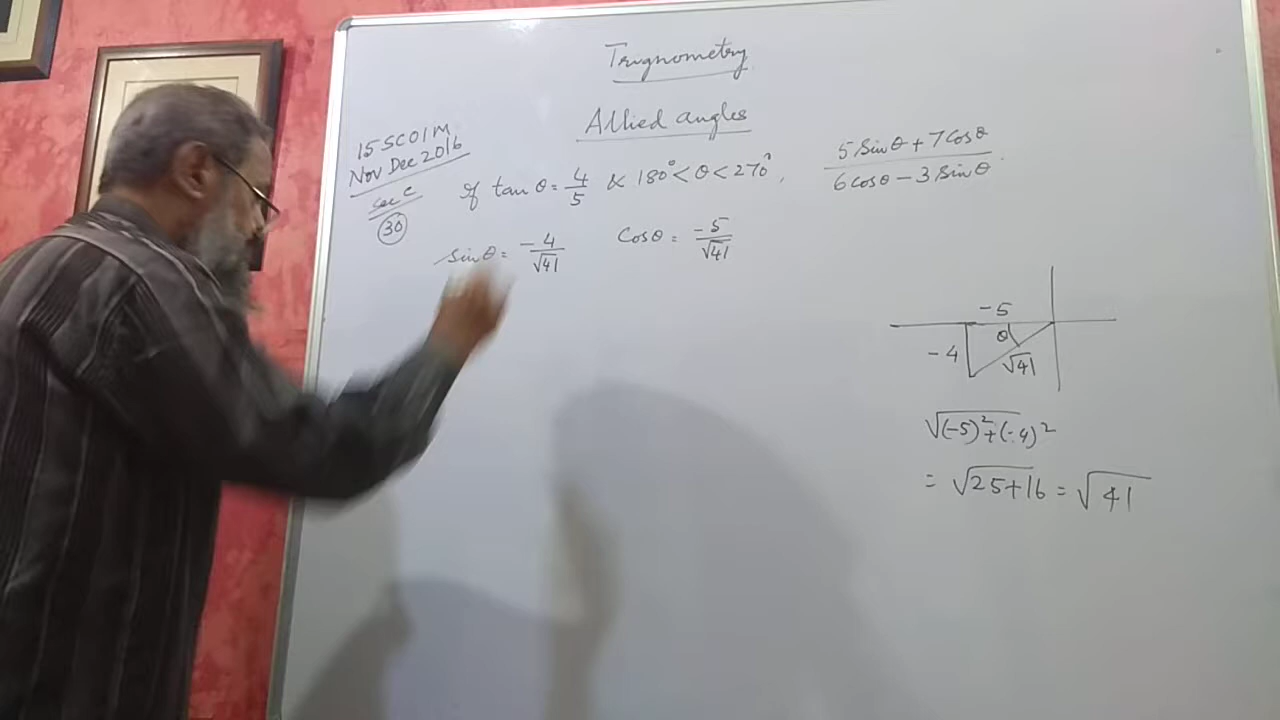 Trignometry
Allied angles
15SC01M
Nov Dec 2016
Sec C
30
If tan θ = 4/5 & 180° < θ < 270°, (5 Sin θ + 7 Cos θ)/(6 cos θ - 3 Sin θ)
Sin θ = -4/√41 Cos θ = -5/√41
-5
θ
-4
√41
√(-5)² + (-4)²
= √25+16 = √41